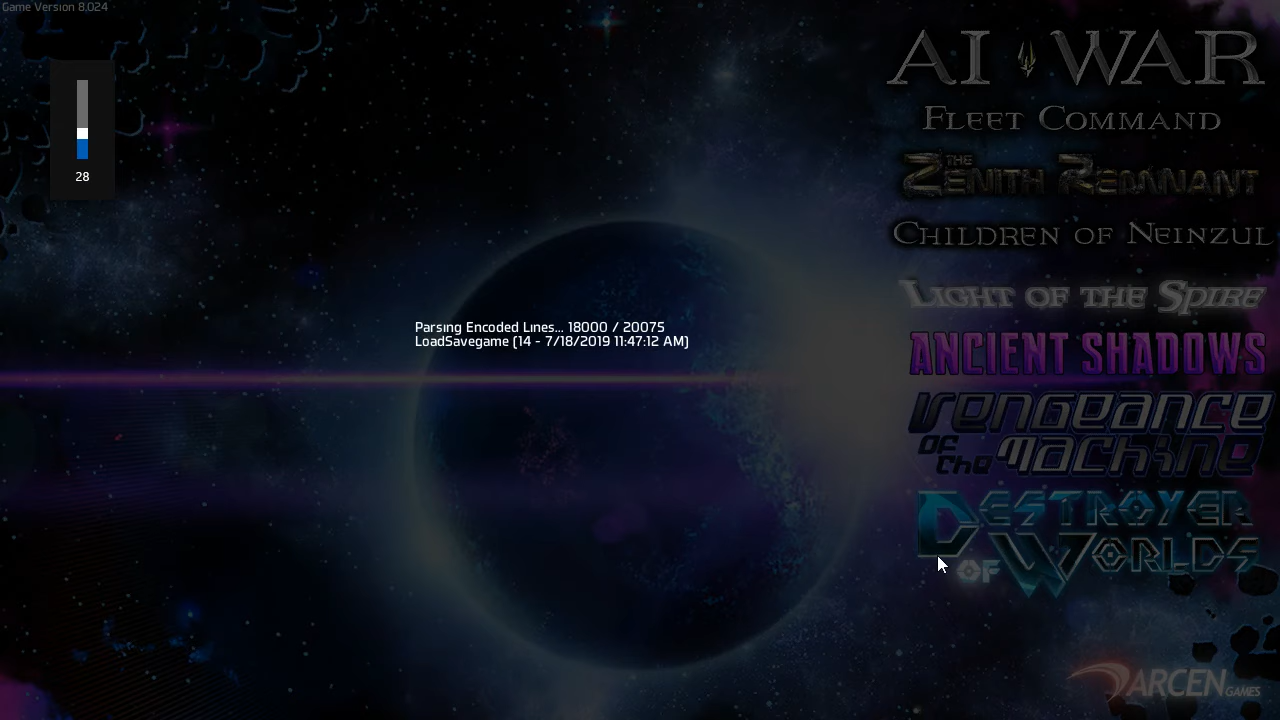 Game Version 8.024
28
AI WAR
FLEET COMMAND
THE ZENITH REMNANT
CHILDREN OF NEINZUL
LIGHT OF THE SPIRE
Parsing Encoded Lines... 18000 / 20075
LoadSavegame (14 - 7/18/2019 11:47:12 AM)
ANCIENT SHADOWS
VENGEANCE
OF THE MACHINE
DESTROYER
OF WORLDS
ARCEN GAMES